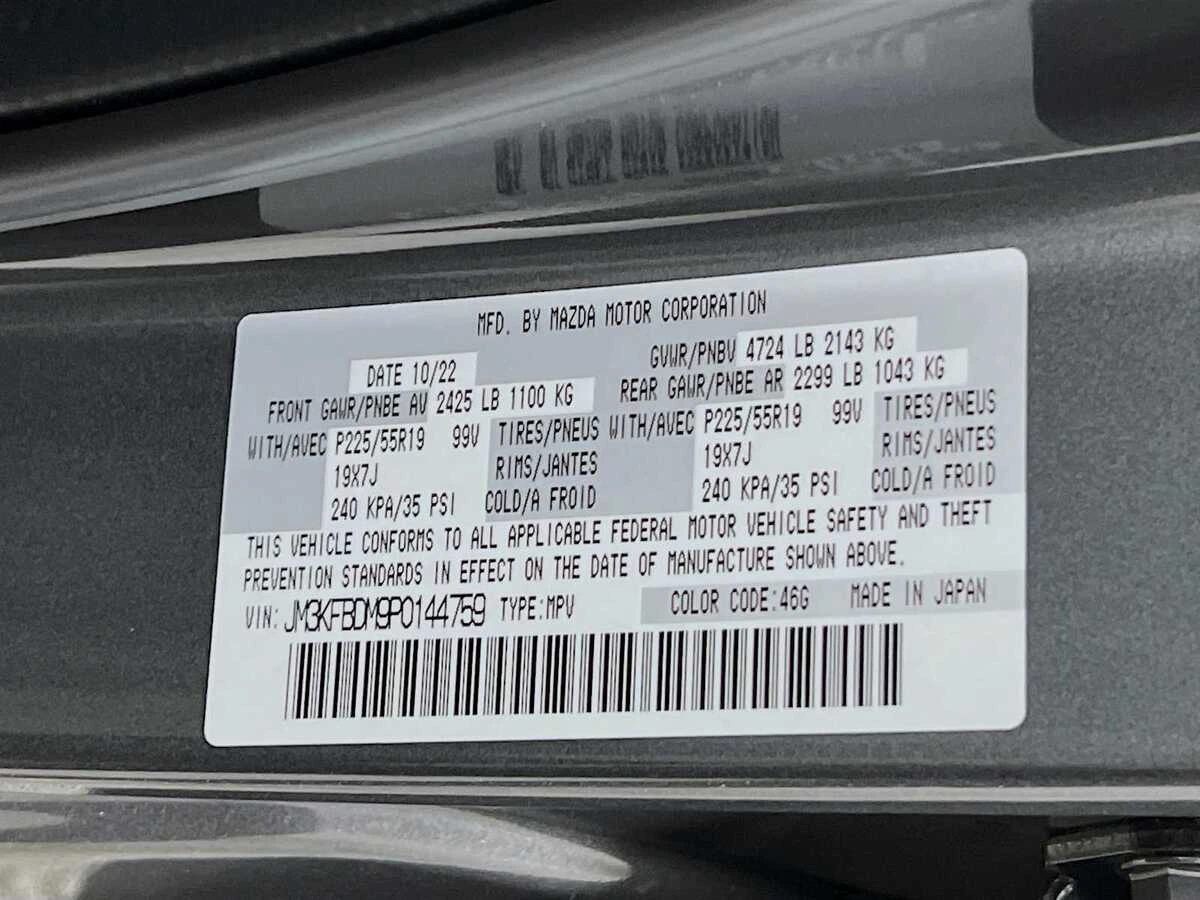 MFD. BY MAZDA MOTOR CORPORATION
DATE 10/22 GVWR/PNBV 4724 LB 2143 KG
FRONT GAWR/PNBE AV 2425 LB 1100 KG REAR GAWR/PNBE AR 2299 LB 1043 KG
WITH/AVEC P225/55R19 99V TIRES/PNEUS WITH/AVEC P225/55R19 99V TIRES/PNEUS
19X7J RIMS/JANTES 19X7J RIMS/JANTES
240 KPA/35 PSI COLD/A FROID 240 KPA/35 PSI COLD/A FROID
THIS VEHICLE CONFORMS TO ALL APPLICABLE FEDERAL MOTOR VEHICLE SAFETY AND THEFT
PREVENTION STANDARDS IN EFFECT ON THE DATE OF MANUFACTURE SHOWN ABOVE.
VIN: JM3KFBDM9P0144759 TYPE:MPV COLOR CODE:46G MADE IN JAPAN